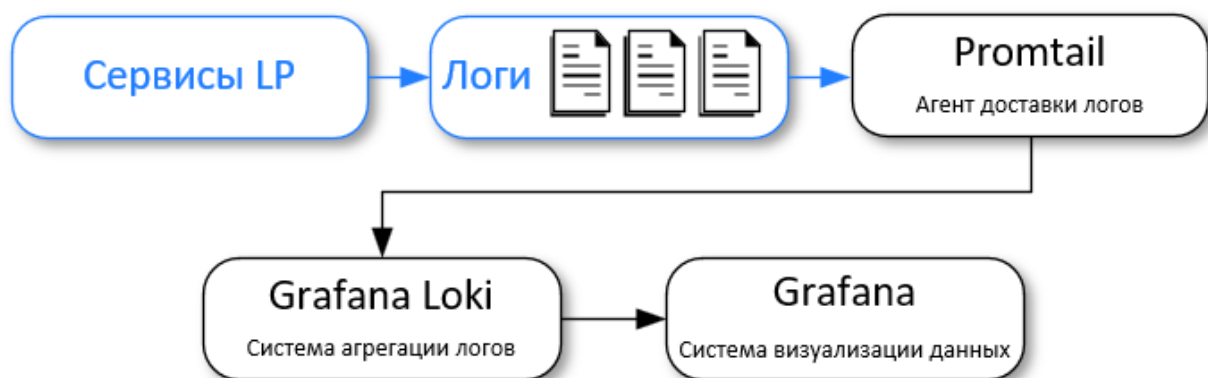 Сервисы LP
Логи
Promtail
Агент доставки логов
Grafana Loki
Система агрегации логов
Grafana
Система визуализации данных